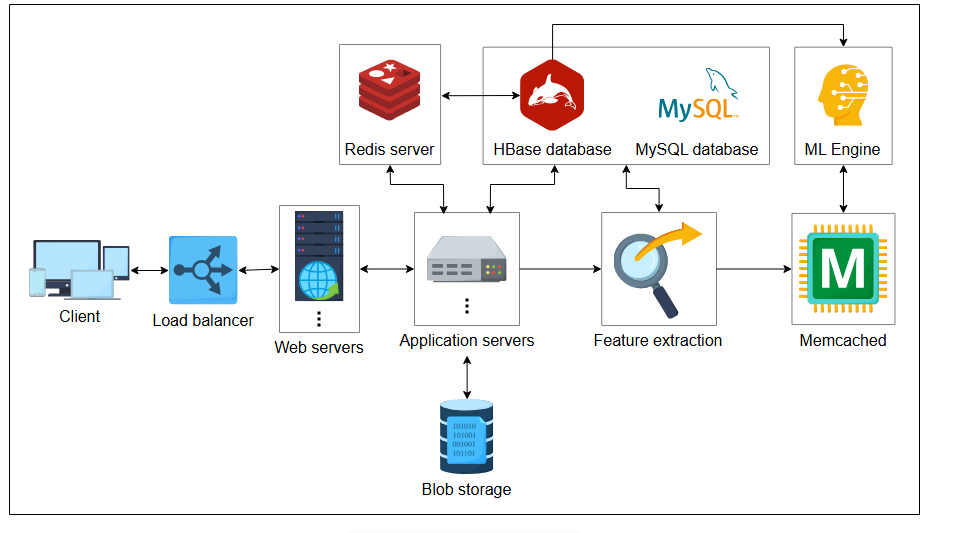 MySQL
Redis server
HBase database
MySQL database
ML Engine
M
Client
Load balancer
Web servers
Application servers
Feature extraction
Memcached
101010
101001
001001
101101
Blob storage